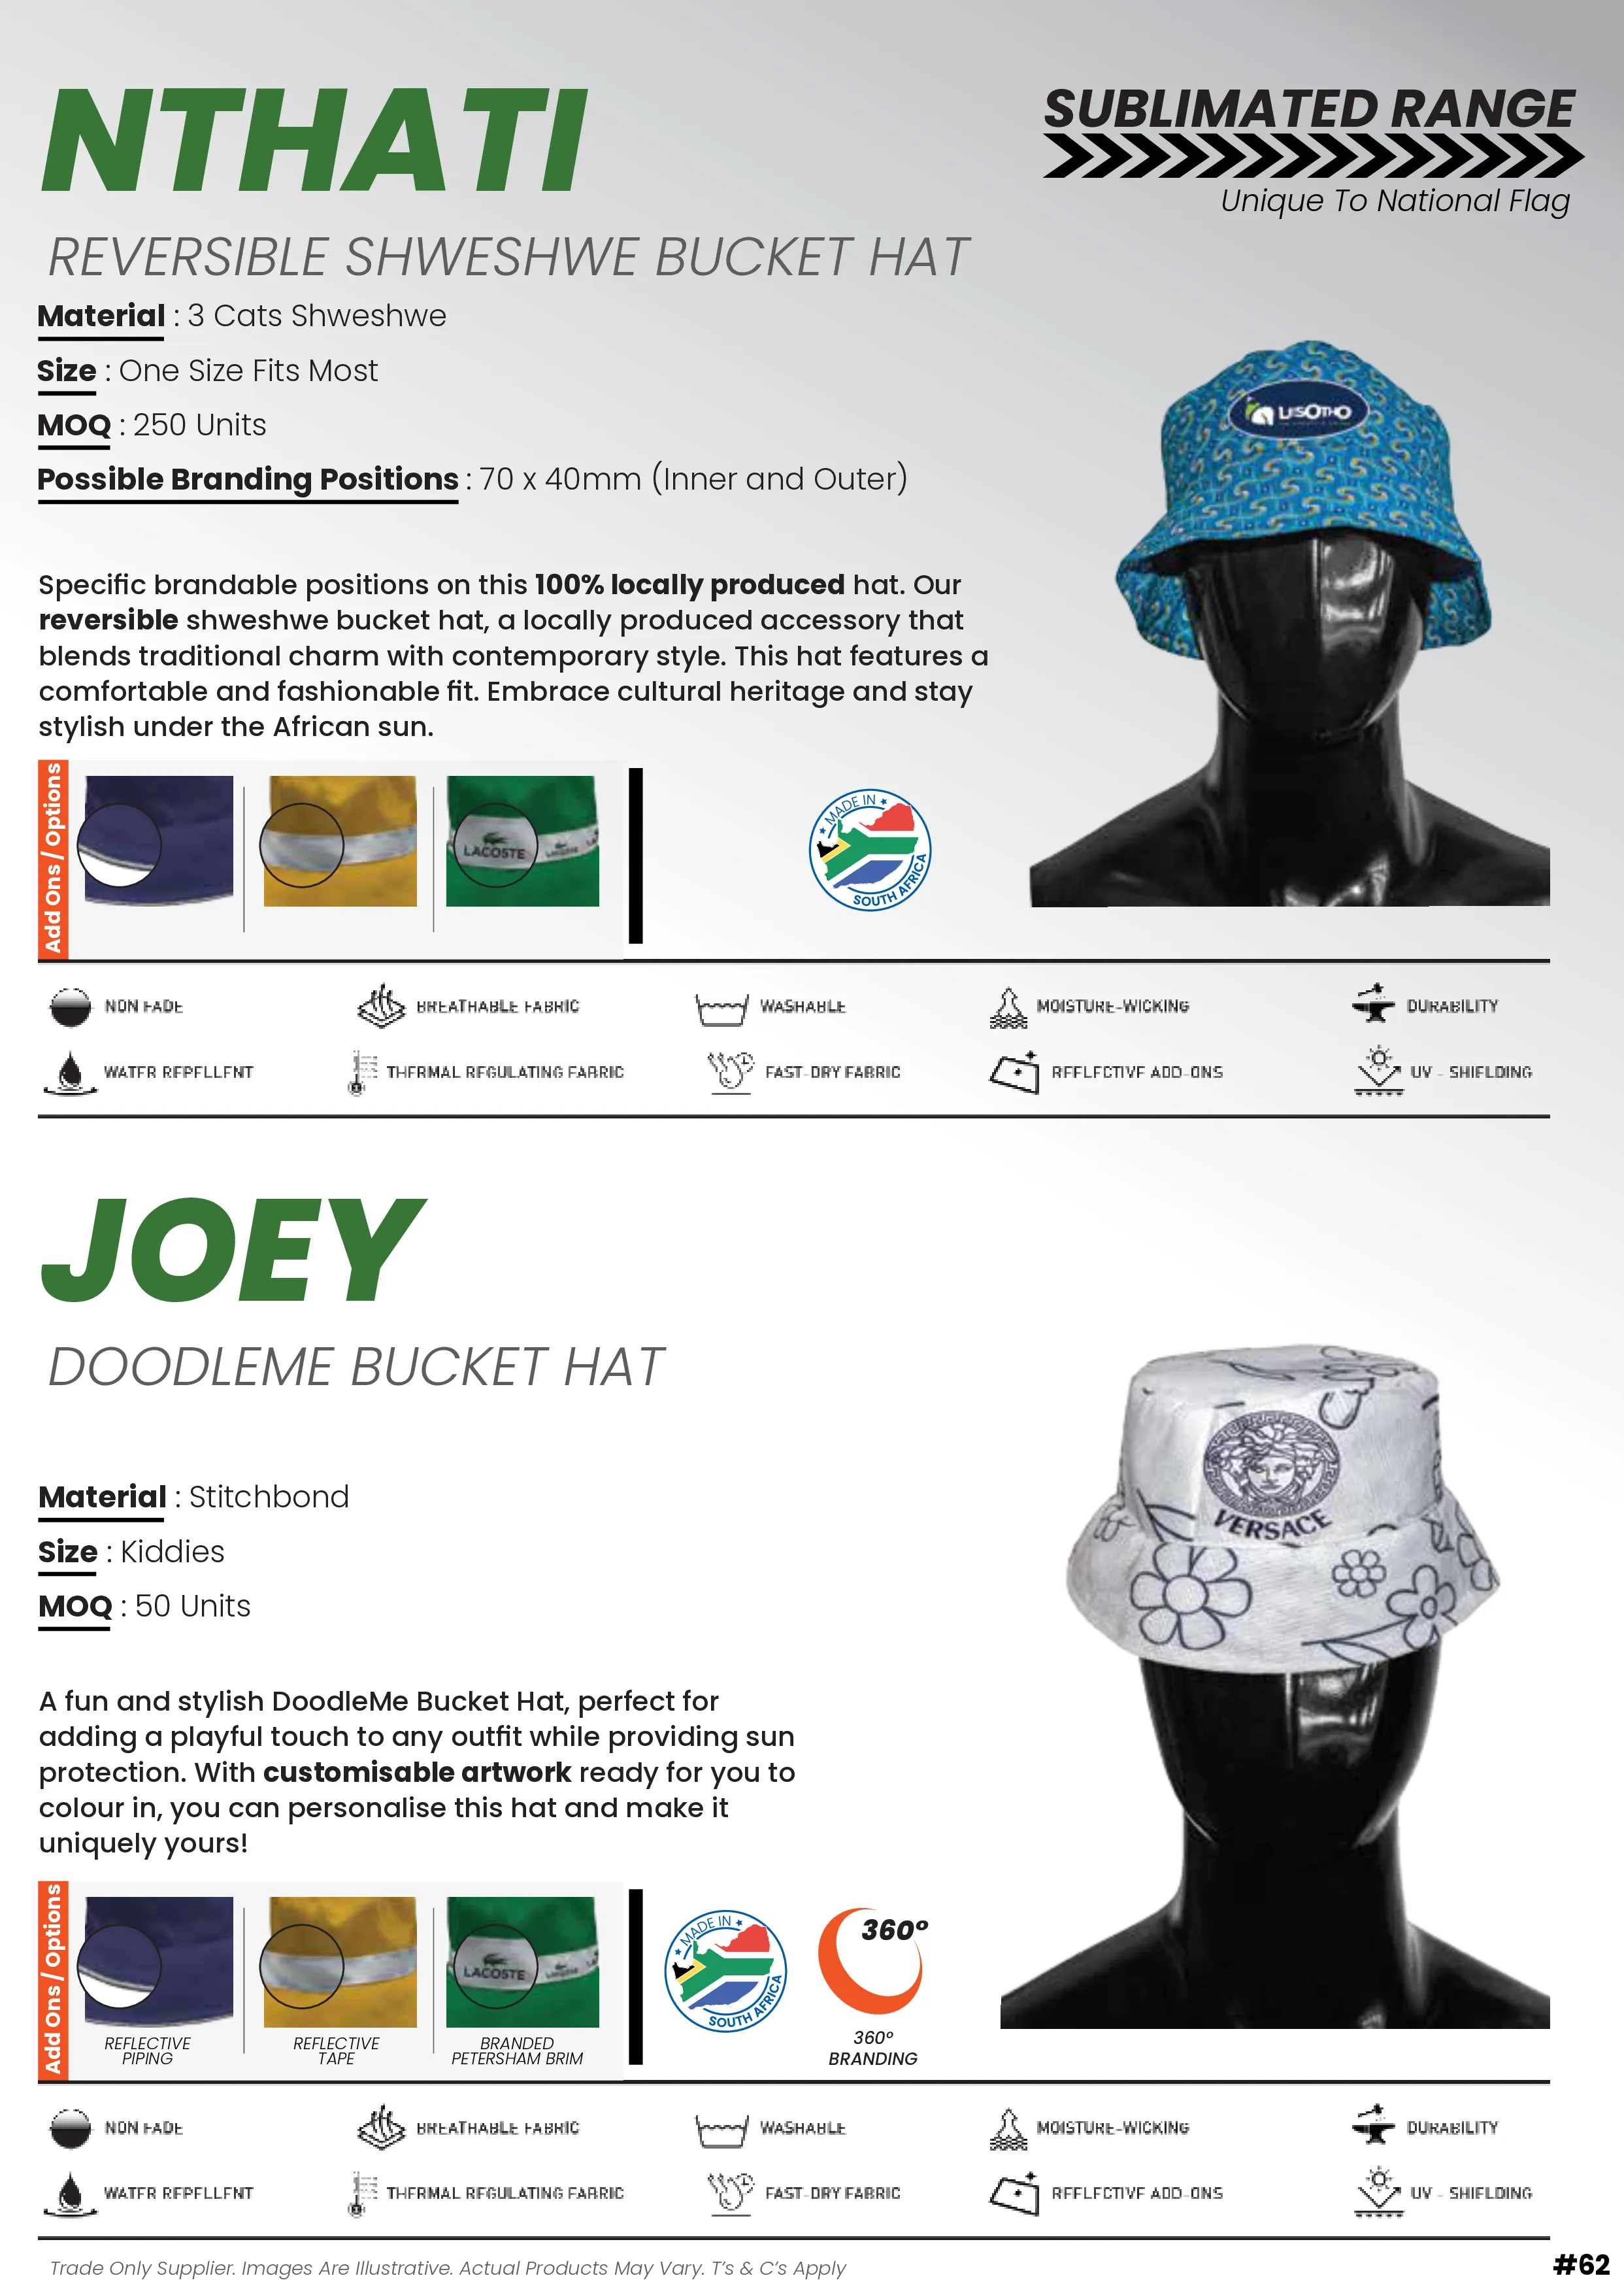 NTHATI
SUBLIMATED RANGE
Unique To National Flag
REVERSIBLE SHWESHWE BUCKET HAT
Material : 3 Cats Shweshwe
Size : One Size Fits Most
MOQ : 250 Units
Possible Branding Positions : 70 x 40mm (Inner and Outer)
LESOTHO
Specific brandable positions on this 100% locally produced hat. Our
reversible shweshwe bucket hat, a locally produced accessory that
blends traditional charm with contemporary style. This hat features a
comfortable and fashionable fit. Embrace cultural heritage and stay
stylish under the African sun.
Add Ons / Options
LACOSTE
MADE IN
SOUTH AFRICA
NON FADE
BREATHABLE FABRIC
WASHABLE
MOISTURE-WICKING
DURABILITY
WATER REPELLENT
THERMAL REGULATING FABRIC
FAST-DRY FABRIC
REFLECTIVE ADD-ONS
UV - SHIELDING
JOEY
DOODLEME BUCKET HAT
Material : Stitchbond
Size : Kiddies
MOQ : 50 Units
VERSACE
A fun and stylish DoodleMe Bucket Hat, perfect for
adding a playful touch to any outfit while providing sun
protection. With customisable artwork ready for you to
colour in, you can personalise this hat and make it
uniquely yours!
Add Ons / Options
LACOSTE
REFLECTIVE
PIPING
REFLECTIVE
TAPE
BRANDED
PETERSHAM BRIM
MADE IN
SOUTH AFRICA
360º
360º
BRANDING
NON FADE
BREATHABLE FABRIC
WASHABLE
MOISTURE-WICKING
DURABILITY
WATER REPELLENT
THERMAL REGULATING FABRIC
FAST-DRY FABRIC
REFLECTIVE ADD-ONS
UV - SHIELDING
Trade Only Supplier. Images Are Illustrative. Actual Products May Vary. T's & C's Apply
#62